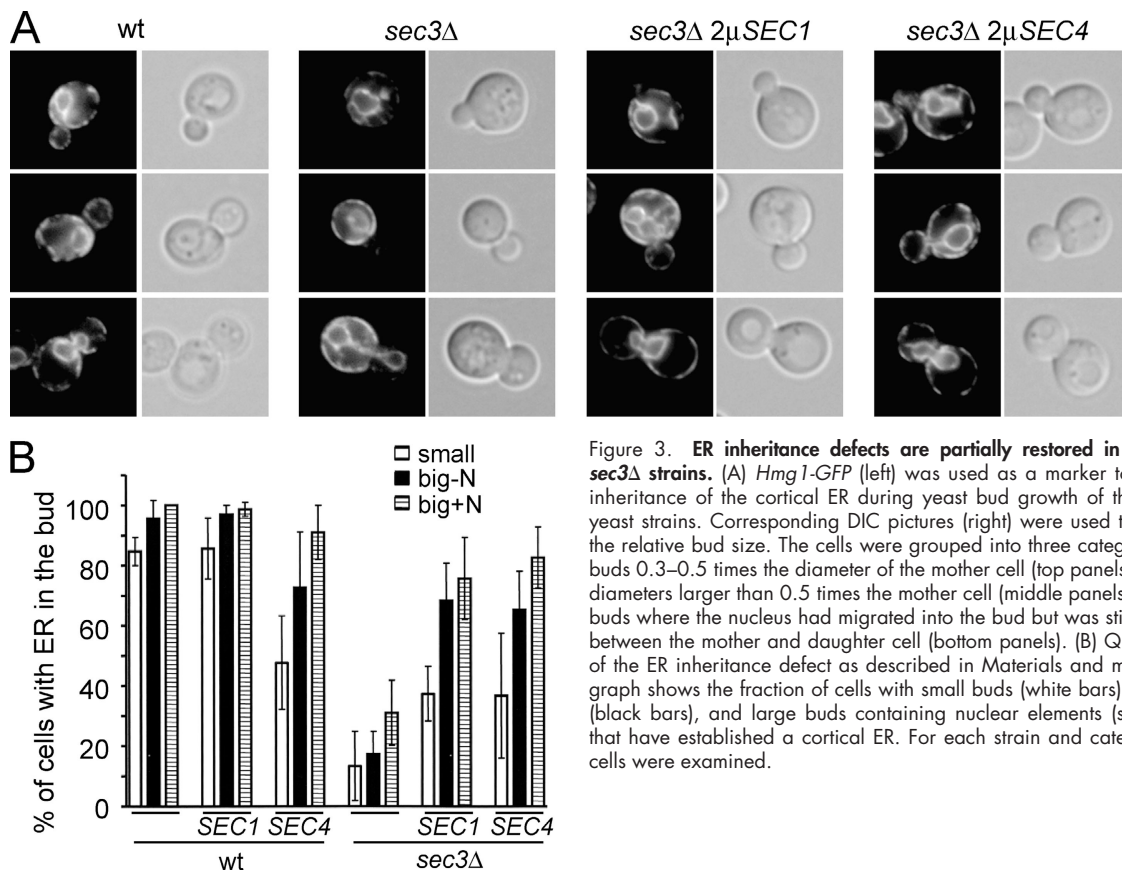 A
wt
sec3Δ
sec3Δ 2μSEC1
sec3Δ 2μSEC4
B
small
big-N
big+N
% of cells with ER in the bud
100
80
60
40
20
0
SEC1
SEC4
SEC1
SEC4
wt
sec3Δ
Figure 3. ER inheritance defects are partially restored in
sec3Δ strains. (A) Hmg1-GFP (left) was used as a marker t
inheritance of the cortical ER during yeast bud growth of th
yeast strains. Corresponding DIC pictures (right) were used t
the relative bud size. The cells were grouped into three categ
buds 0.3–0.5 times the diameter of the mother cell (top panels
diameters larger than 0.5 times the mother cell (middle panels
buds where the nucleus had migrated into the bud but was sti
between the mother and daughter cell (bottom panels). (B) Q
of the ER inheritance defect as described in Materials and m
graph shows the fraction of cells with small buds (white bars)
(black bars), and large buds containing nuclear elements (s
that have established a cortical ER. For each strain and cate
cells were examined.